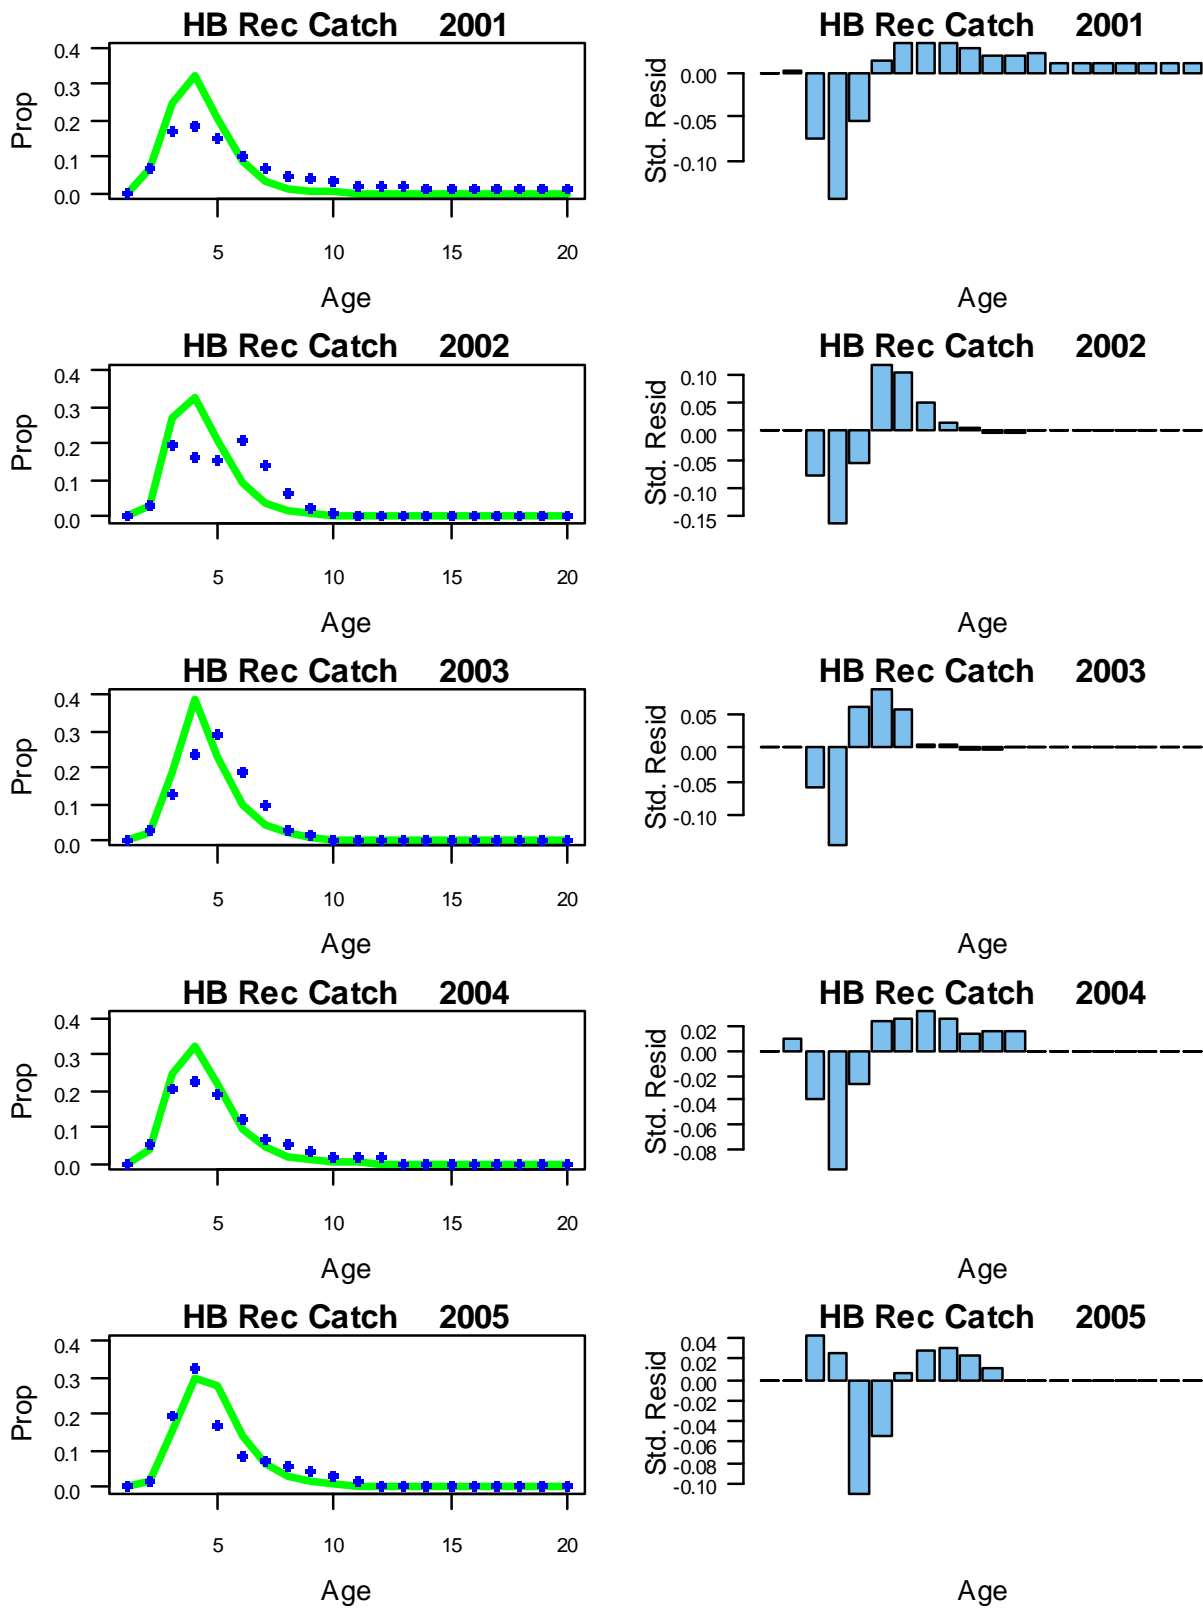 HB Rec Catch 2001
Prop
0.4
0.3
0.2
0.1
0.0
5 10 15 20
Age
HB Rec Catch 2001
Std. Resid
0.00
-0.05
-0.10
Age
HB Rec Catch 2002
Prop
0.4
0.3
0.2
0.1
0.0
5 10 15 20
Age
HB Rec Catch 2002
Std. Resid
0.10
0.05
0.00
-0.05
-0.10
-0.15
Age
HB Rec Catch 2003
Prop
0.4
0.3
0.2
0.1
0.0
5 10 15 20
Age
HB Rec Catch 2003
Std. Resid
0.05
0.00
-0.05
-0.10
Age
HB Rec Catch 2004
Prop
0.4
0.3
0.2
0.1
0.0
5 10 15 20
Age
HB Rec Catch 2004
Std. Resid
0.02
0.00
-0.02
-0.04
-0.06
-0.08
Age
HB Rec Catch 2005
Prop
0.4
0.3
0.2
0.1
0.0
5 10 15 20
Age
HB Rec Catch 2005
Std. Resid
0.04
0.02
0.00
-0.02
-0.04
-0.06
-0.08
-0.10
Age